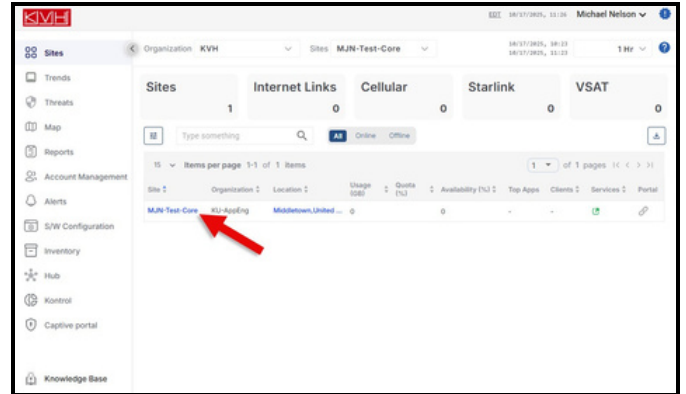 KVH
EDT 10/17/2025, 11:26 Michael Nelson
Sites
Organization KVH Sites MJN-Test-Core
10/17/2025, 10:23
10/17/2025, 11:23
1 Hr
Trends
Threats
Map
Reports
Account Management
Alerts
S/W Configuration
Inventory
Hub
Kontrol
Captive portal
Knowledge Base
Sites Internet Links Cellular Starlink VSAT
1 0 0 0 0
Type something All Online Offline
15 Items per page 1-1 of 1 Items 1 of 1 pages
Site Organization Location Usage (GB) Quota (%) Availability (%) Top Apps Clients Services Portal
MJN-Test-Core KU-AppEng Middletown,United ... 0 0 - -